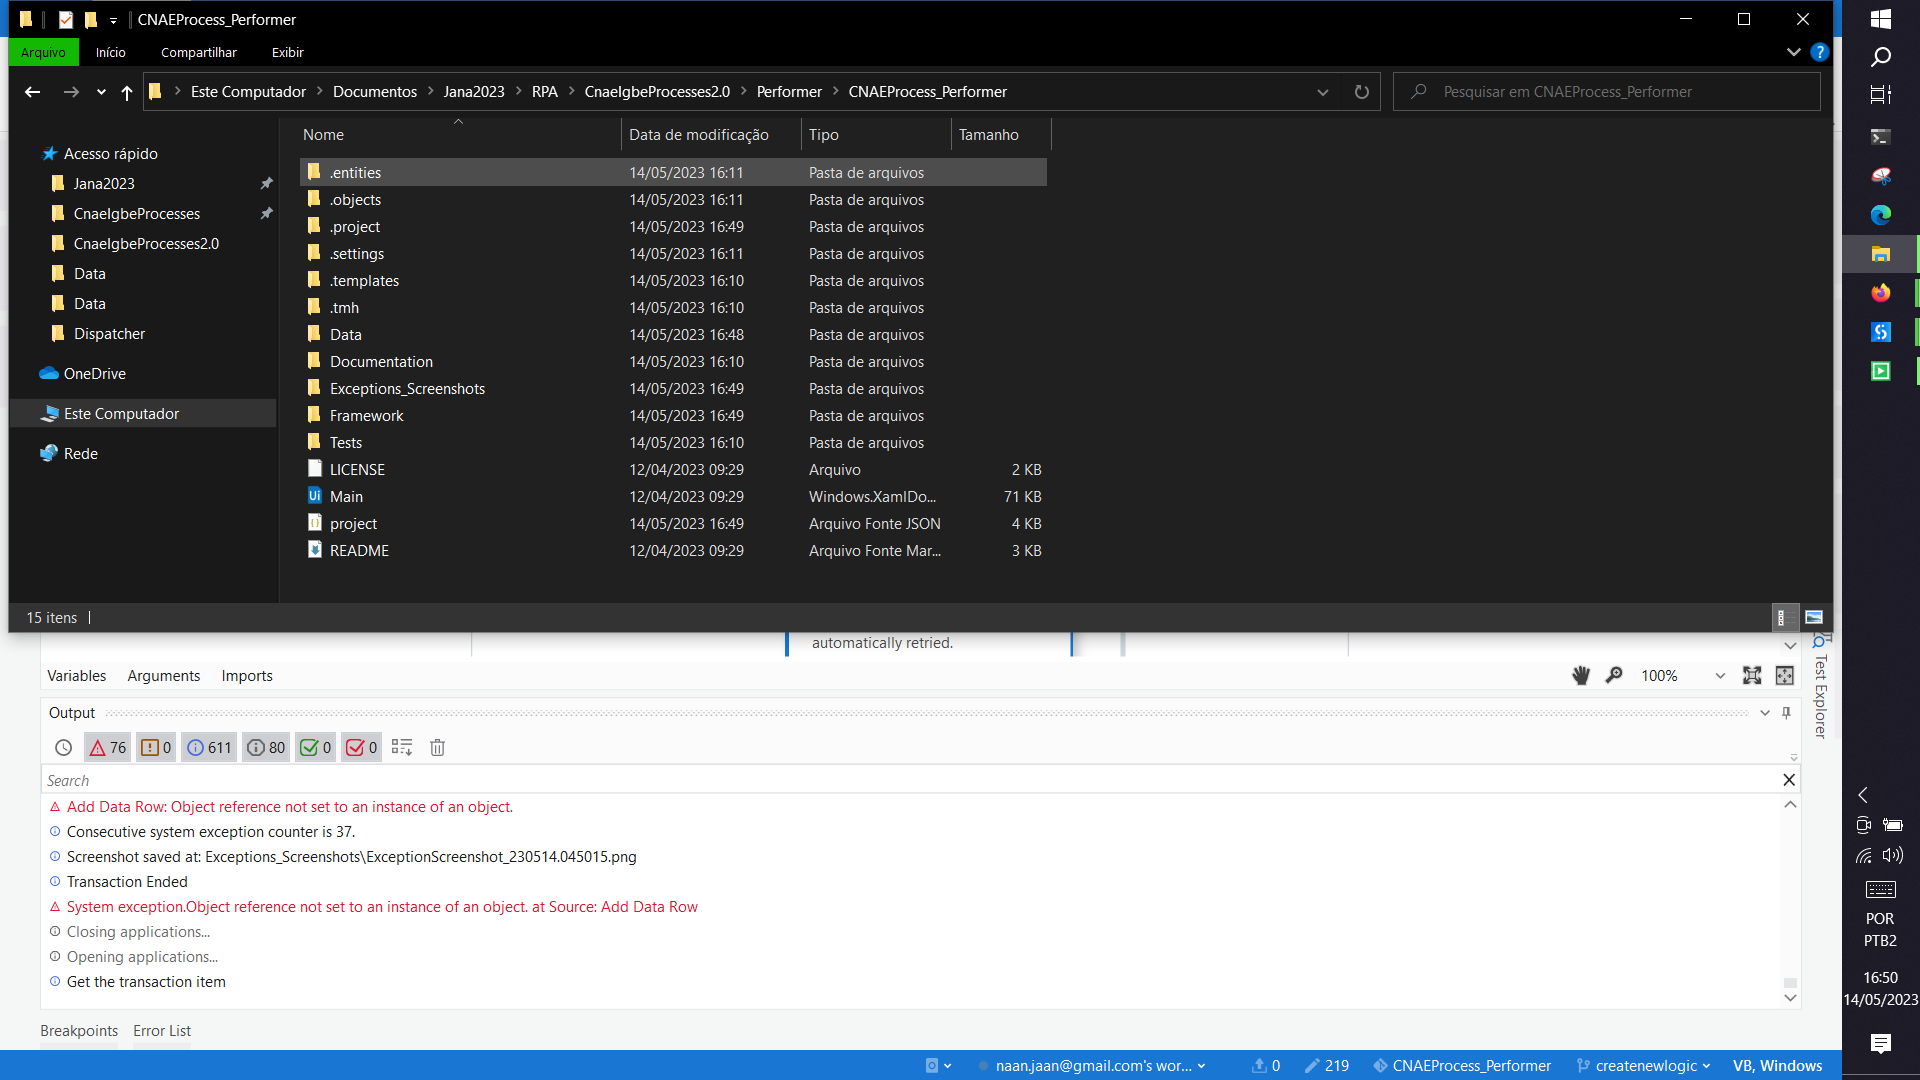 CNAEProcess_Performer
Arquivo Início Compartilhar Exibir
Este Computador Documentos Jana2023 RPA CnaeIgbeProcesses2.0 Performer CNAEProcess_Performer
Pesquisar em CNAEProcess_Performer
Acesso rápido
Jana2023
CnaeIgbeProcesses
CnaeIgbeProcesses2.0
Data
Data
Dispatcher
OneDrive
Este Computador
Rede
Nome Data de modificação Tipo Tamanho
.entities 14/05/2023 16:11 Pasta de arquivos
.objects 14/05/2023 16:11 Pasta de arquivos
.project 14/05/2023 16:49 Pasta de arquivos
.settings 14/05/2023 16:11 Pasta de arquivos
.templates 14/05/2023 16:10 Pasta de arquivos
.tmh 14/05/2023 16:10 Pasta de arquivos
Data 14/05/2023 16:48 Pasta de arquivos
Documentation 14/05/2023 16:10 Pasta de arquivos
Exceptions_Screenshots 14/05/2023 16:49 Pasta de arquivos
Framework 14/05/2023 16:49 Pasta de arquivos
Tests 14/05/2023 16:10 Pasta de arquivos
LICENSE 12/04/2023 09:29 Arquivo 2 KB
Main 12/04/2023 09:29 Windows.XamlDo... 71 KB
project 14/05/2023 16:49 Arquivo Fonte JSON 4 KB
README 12/04/2023 09:29 Arquivo Fonte Mar... 3 KB
15 itens
automatically retried.
Variables Arguments Imports
100%
Test Explorer
Output
76 0 611 80 0 0
Search
Add Data Row: Object reference not set to an instance of an object.
Consecutive system exception counter is 37.
Screenshot saved at: Exceptions_Screenshots\ExceptionScreenshot_230514.045015.png
Transaction Ended
System exception.Object reference not set to an instance of an object. at Source: Add Data Row
Closing applications...
Opening applications...
Get the transaction item
Breakpoints Error List
naan.jaan@gmail.com's wor... 0 219 CNAEProcess_Performer createnewlogic VB, Windows
POR
PTB2
16:50
14/05/2023